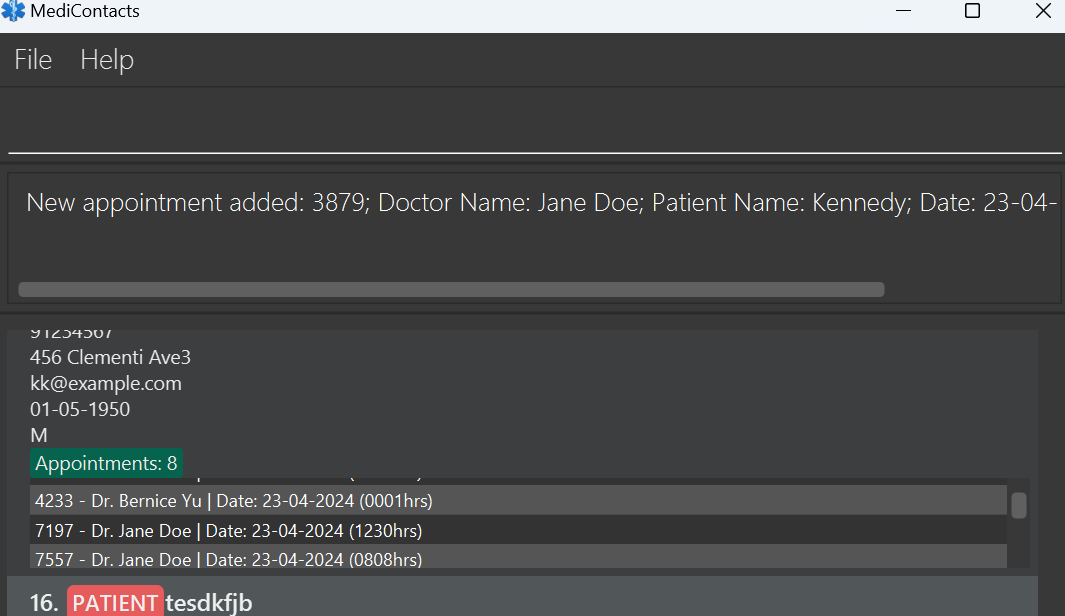 MediContacts
File Help
New appointment added: 3879; Doctor Name: Jane Doe; Patient Name: Kennedy; Date: 23-04-
91234567
456 Clementi Ave3
kk@example.com
01-05-1950
M
Appointments: 8
4233 - Dr. Bernice Yu | Date: 23-04-2024 (0001hrs)
7197 - Dr. Jane Doe | Date: 23-04-2024 (1230hrs)
7557 - Dr. Jane Doe | Date: 23-04-2024 (0808hrs)
16. PATIENT tesdkfjb